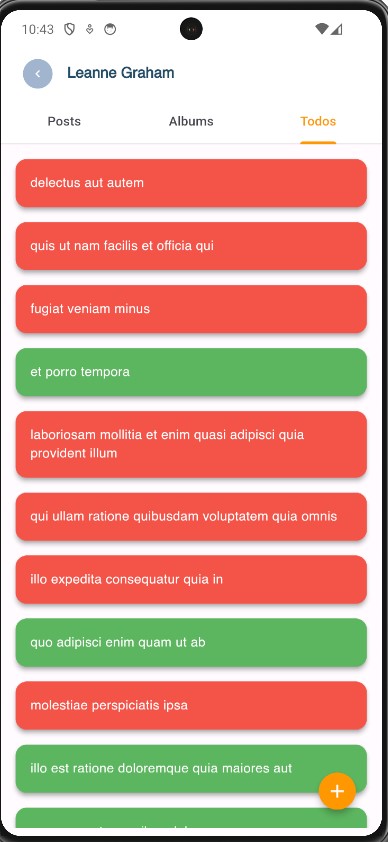 10:43
Leanne Graham
Posts Albums Todos
delectus aut autem
quis ut nam facilis et officia qui
fugiat veniam minus
et porro tempora
laboriosam mollitia et enim quasi adipisci quia
provident illum
qui ullam ratione quibusdam voluptatem quia omnis
illo expedita consequatur quia in
quo adipisci enim quam ut ab
molestiae perspiciatis ipsa
illo est ratione doloremque quia maiores aut
+